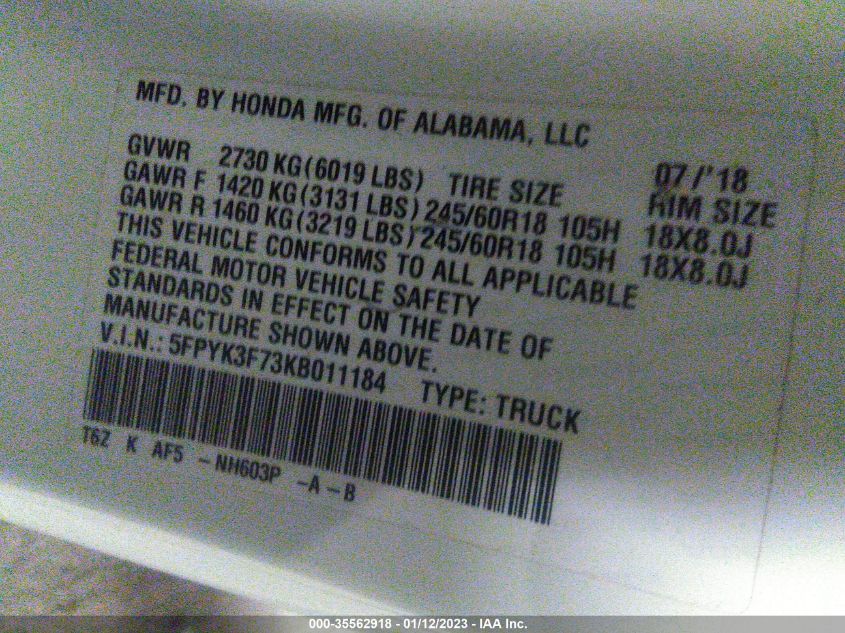 MFD. BY HONDA MFG. OF ALABAMA, LLC
07/'18
GVWR 2730 KG(6019 LBS) TIRE SIZE RIM SIZE
GAWR F 1420 KG(3131 LBS) 245/60R18 105H 18X8.0J
GAWR R 1460 KG(3219 LBS) 245/60R18 105H 18X8.0J
THIS VEHICLE CONFORMS TO ALL APPLICABLE
FEDERAL MOTOR VEHICLE SAFETY
STANDARDS IN EFFECT ON THE DATE OF
MANUFACTURE SHOWN ABOVE.
V.I.N.: 5FPYK3F73KB011184 TYPE: TRUCK
T6Z K AF5 -NH603P -A-B
000-35562918 - 01/12/2023 - IAA Inc.